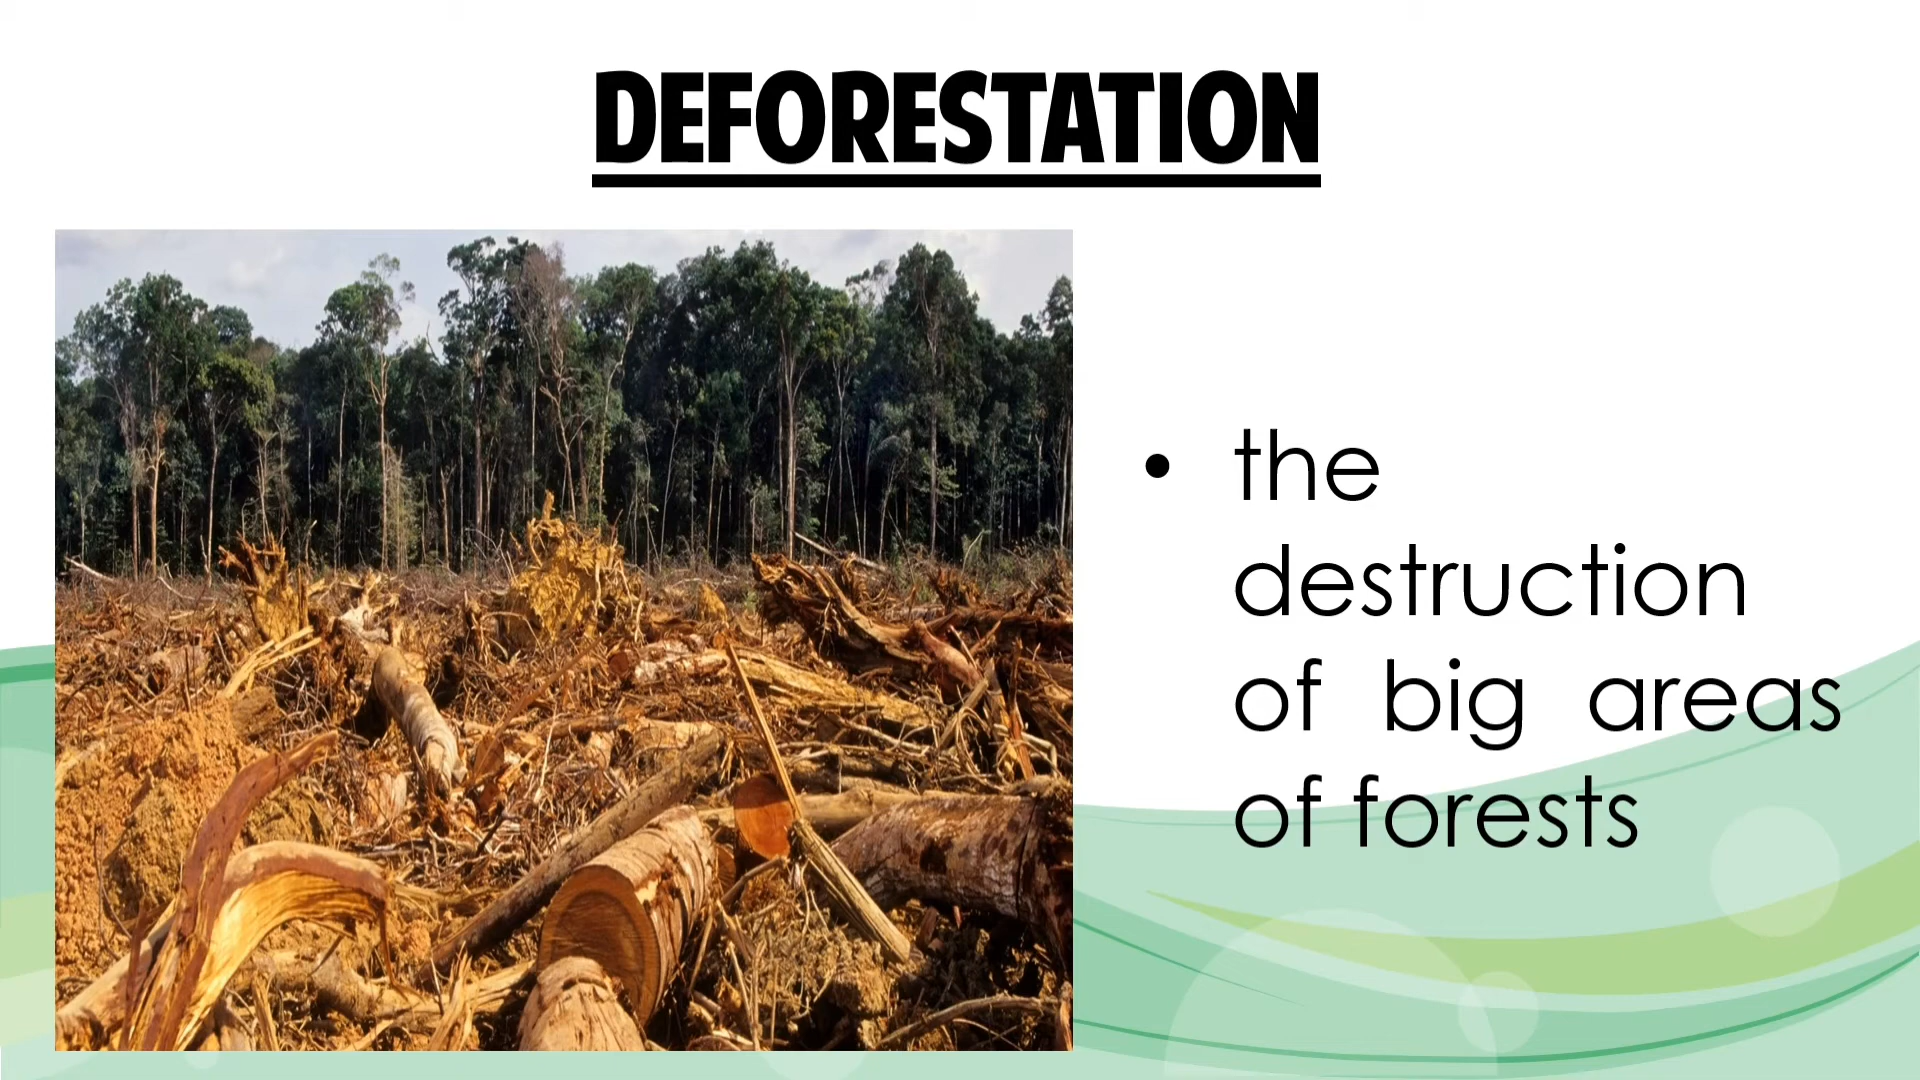 DEFORESTATION
• the
destruction
of big areas
of forests